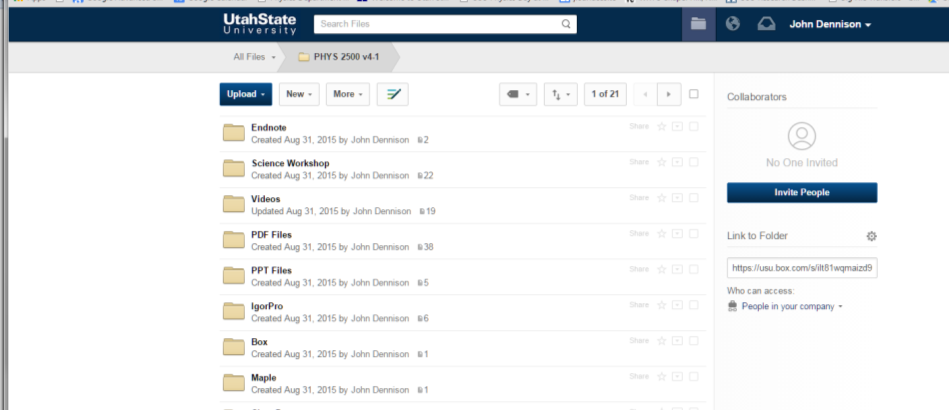 UtahState
University
Search Files
John Dennison
All Files
PHYS 2500 v4-1
Upload
New
More
1 of 21
Collaborators
Endnote
Share
Created Aug 31, 2015 by John Dennison 2
No One Invited
Science Workshop
Share
Created Aug 31, 2015 by John Dennison 22
Invite People
Videos
Share
Updated Aug 31, 2015 by John Dennison 19
PDF Files
Share
Link to Folder
Created Aug 31, 2015 by John Dennison 38
PPT Files
Share
https://usu.box.com/s/ilt81wqmaizd9
Created Aug 31, 2015 by John Dennison 5
Who can access:
IgorPro
Share
People in your company
Created Aug 31, 2015 by John Dennison 6
Box
Share
Created Aug 31, 2015 by John Dennison 1
Maple
Share
Created Aug 31, 2015 by John Dennison 1